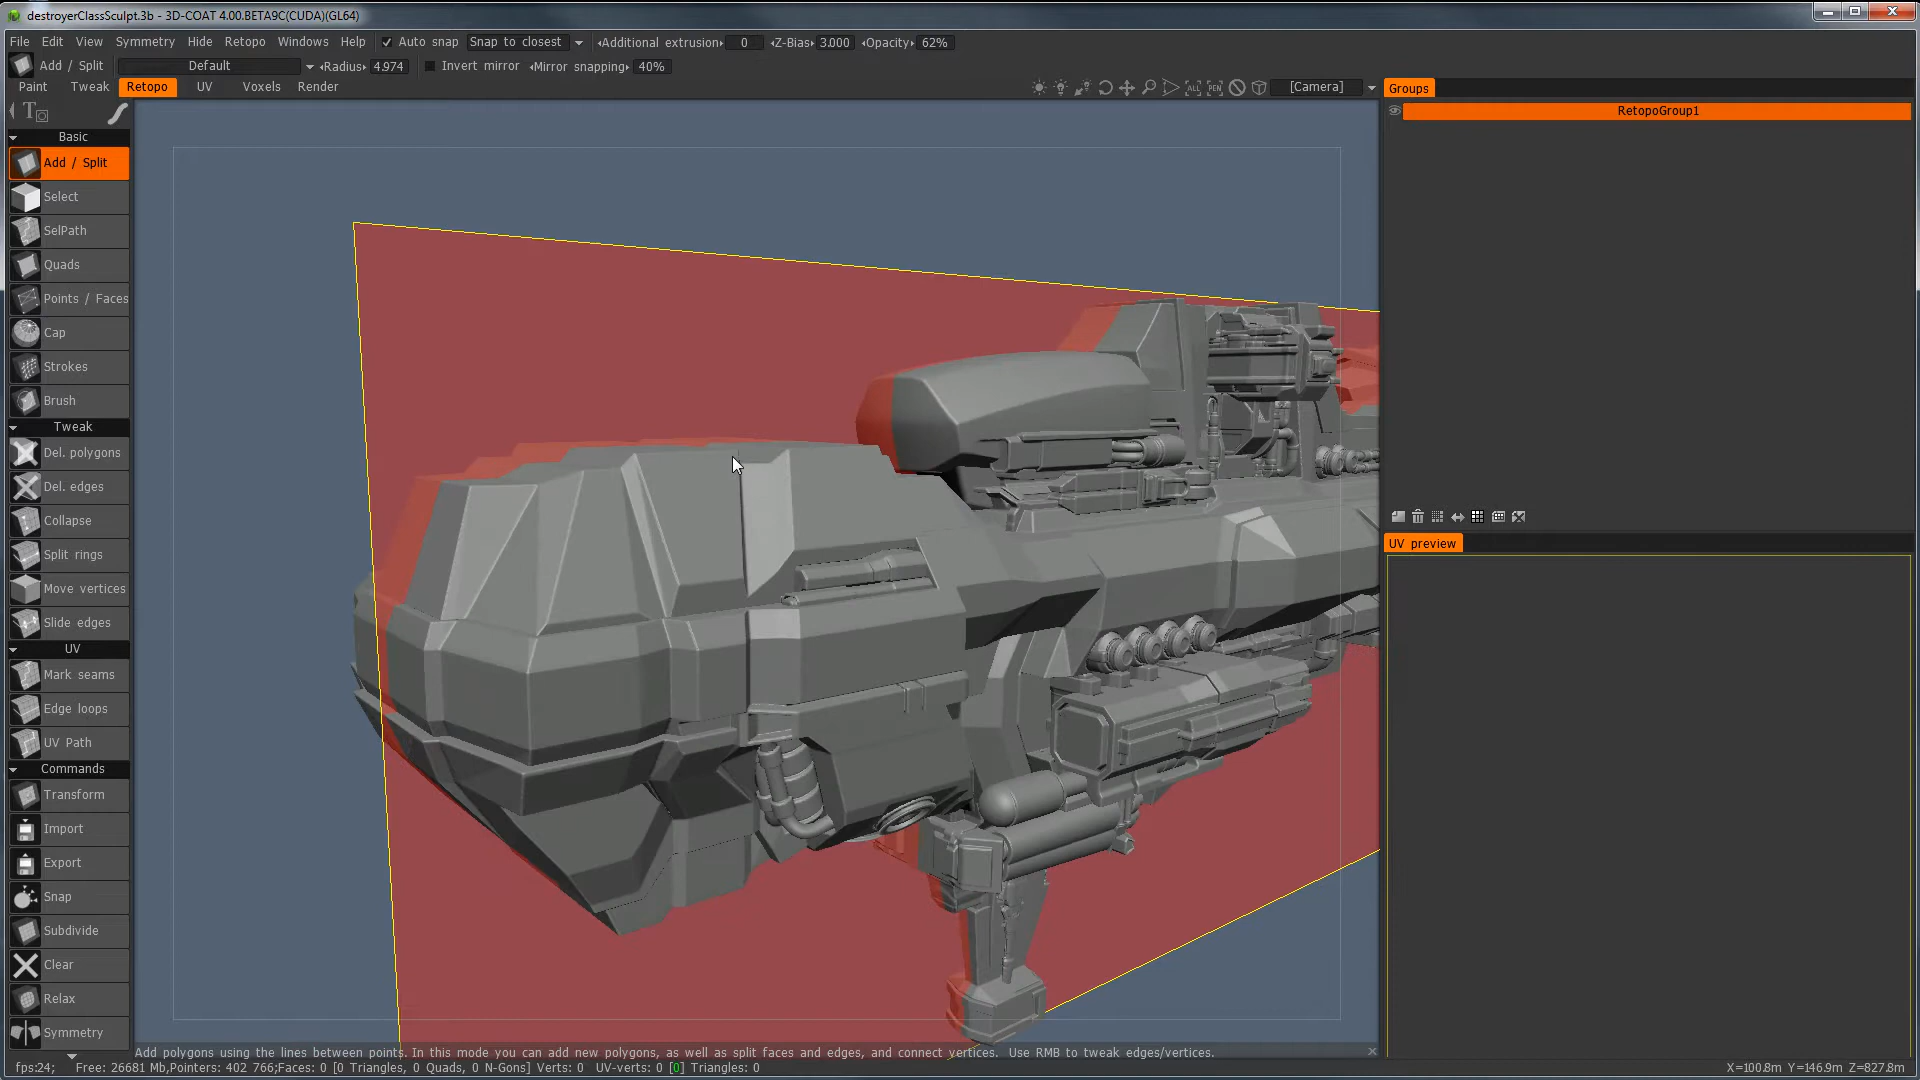 destroyerClassSculpt.3b - 3D-COAT 4.00.BETA9C(CUDA)(GL64)
File Edit View Symmetry Hide Retopo Windows Help Auto snap Snap to closest Additional extrusion 0 Z-Bias 3.000 Opacity 62%
Add / Split Default Radius 4.974 Invert mirror Mirror snapping 40%
Paint Tweak Retopo UV Voxels Render [Camera] Groups
RetopoGroup1
Basic
Add / Split
Select
SelPath
Quads
Points / Faces
Cap
Strokes
Brush
Tweak
Del. polygons
Del. edges
Collapse
Split rings
Move vertices
Slide edges
UV
Mark seams
Edge loops
UV Path
Commands
Transform
Import
Export
Snap
Subdivide
Clear
Relax
Symmetry
UV preview
Add polygons using the lines between points. In this mode you can add new polygons, as well as split faces and edges, and connect vertices. Use RMB to tweak edges/vertices.
fps:24; Free: 26681 Mb,Pointers: 402 766;Faces: 0 [0 Triangles, 0 Quads, 0 N-Gons] Verts: 0 UV-verts: 0 [0] Triangles: 0 X=100.8m Y=146.9m Z=827.8m